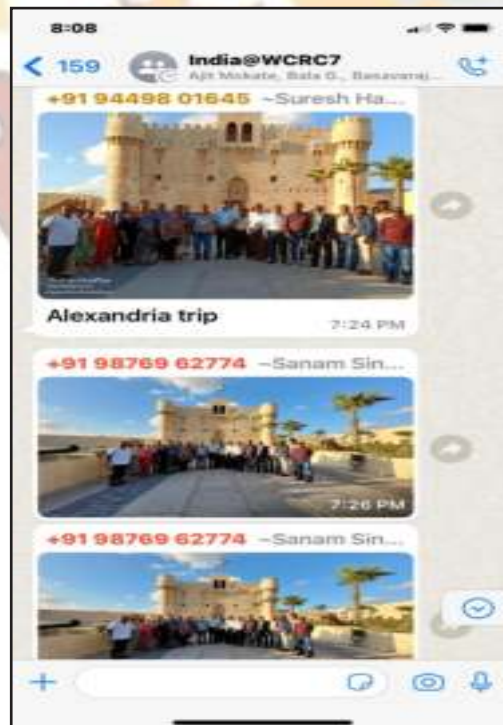 8:08
159
India@WCRC7
Ajit Mokate, Bala G., Basavaraj...
+91 94498 01645 ~Suresh Ha...
Alexandria trip
7:24 PM
+91 98769 62774 ~Sanam Sin...
7:26 PM
+91 98769 62774 ~Sanam Sin...